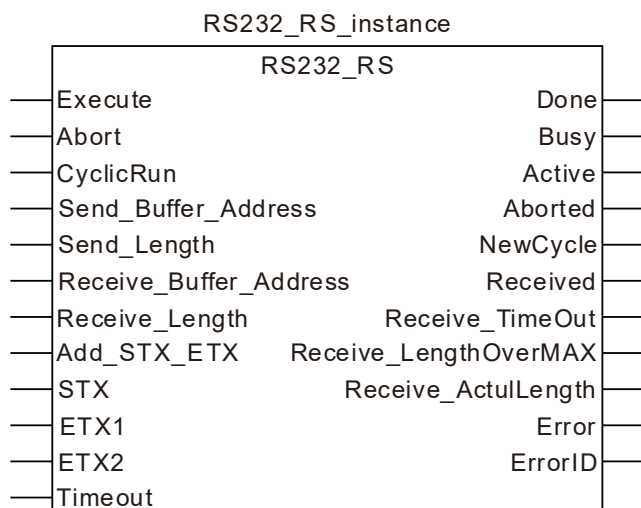 RS232_RS_instance
RS232_RS
Execute Done
Abort Busy
CyclicRun Active
Send_Buffer_Address Aborted
Send_Length NewCycle
Receive_Buffer_Address Received
Receive_Length Receive_TimeOut
Add_STX_ETX Receive_LengthOverMAX
STX Receive_ActulLength
ETX1 Error
ETX2 ErrorID
Timeout